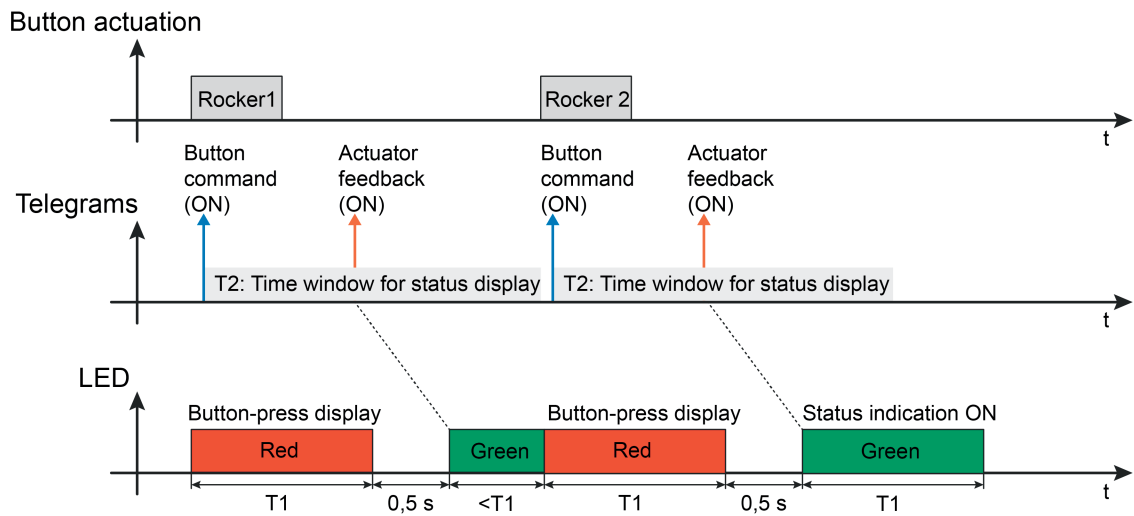 Button actuation
Rocker1
Rocker 2
t
Button
command
(ON)
Actuator
feedback
(ON)
Button
command
(ON)
Actuator
feedback
(ON)
Telegrams
T2: Time window for status display
T2: Time window for status display
t
LED
Button-press display
Button-press display
Status indication ON
Red
Green
Red
Green
t
T1
0,5 s
<T1
T1
0,5 s
T1